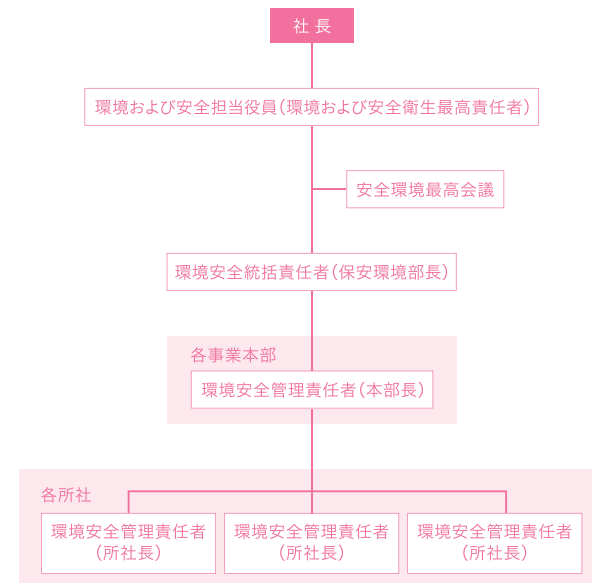 社長
環境および安全担当役員(環境および安全衛生最高責任者)
安全環境最高会議
環境安全統括責任者(保安環境部長)
各事業本部
環境安全管理責任者(本部長)
各所社
環境安全管理責任者
(所社長)
環境安全管理責任者
(所社長)
環境安全管理責任者
(所社長)